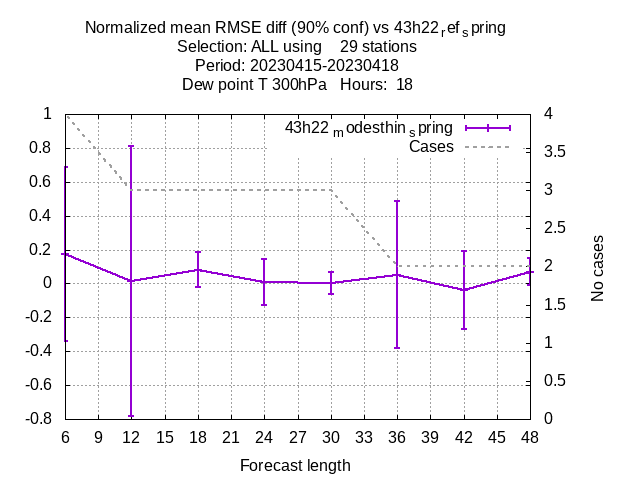 Normalized mean RMSE diff (90% conf) vs 43h22refspring
Selection: ALL using    29 stations
Period: 20230415-20230418
Dew point T 300hPa   Hours:  18
43h22 modesthinspring
Cases
1
0.8
0.6
0.4
0.2
0
-0.2
-0.4
-0.6
-0.8
4
3.5
3
2.5
2
1.5
1
0.5
0
No cases
6 9 12 15 18 21 24 27 30 33 36 39 42 45 48
Forecast length